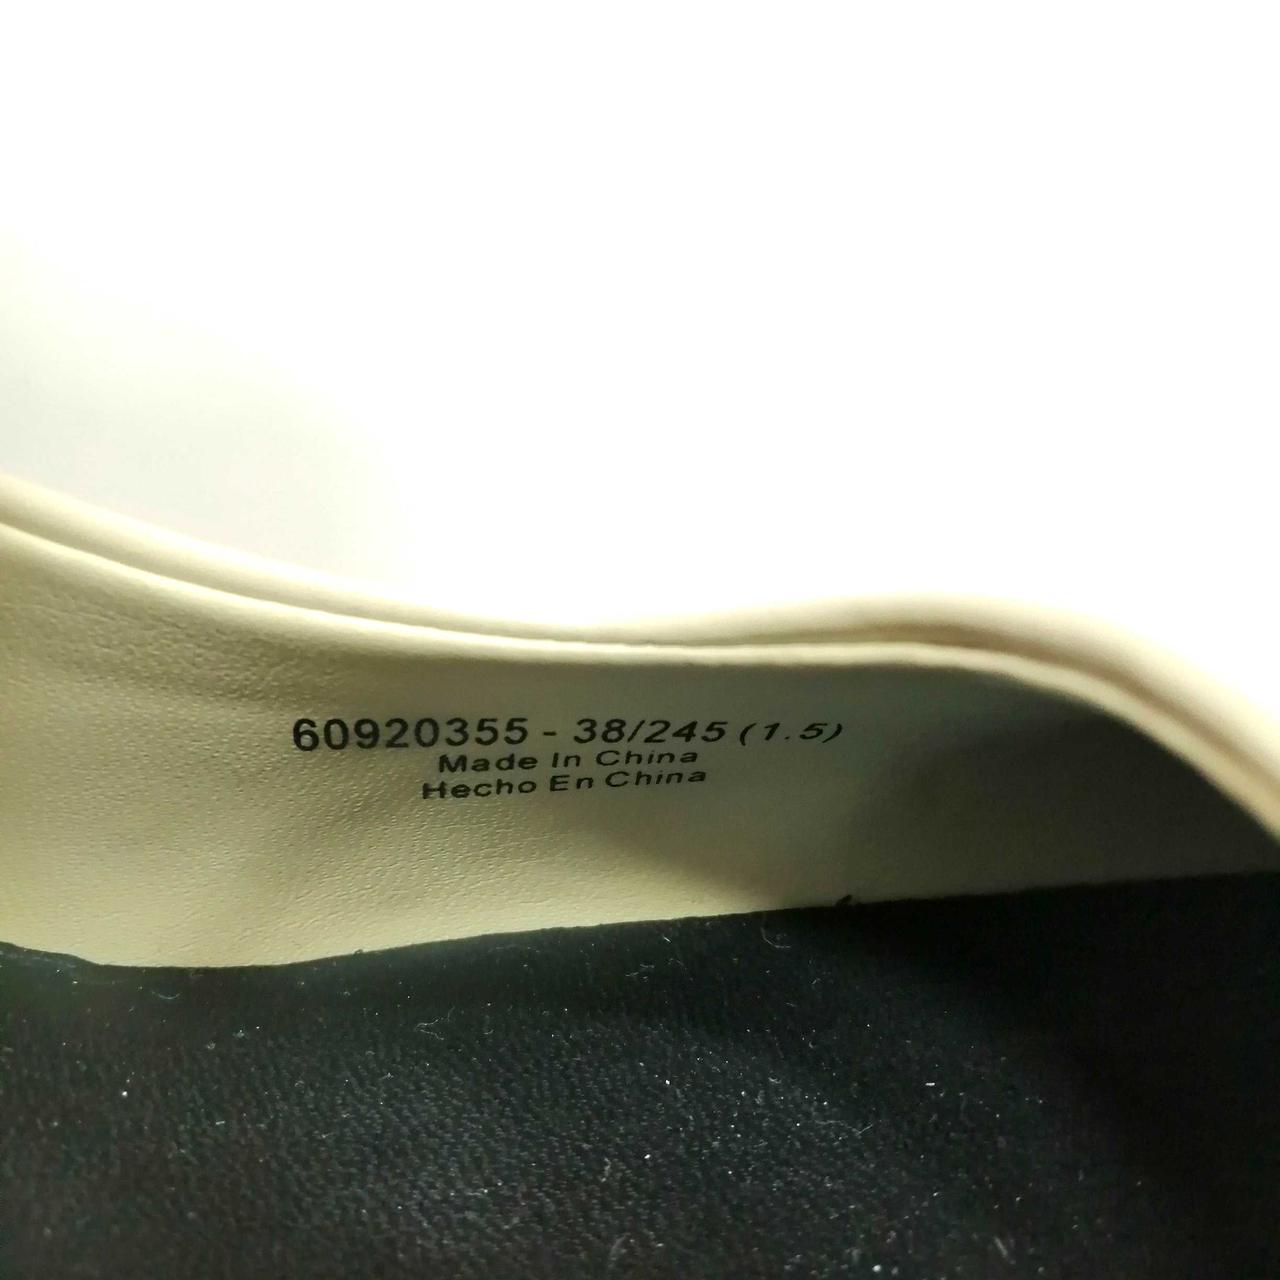 60920355 - 38/245 (1.5)
Made In China
Hecho En China